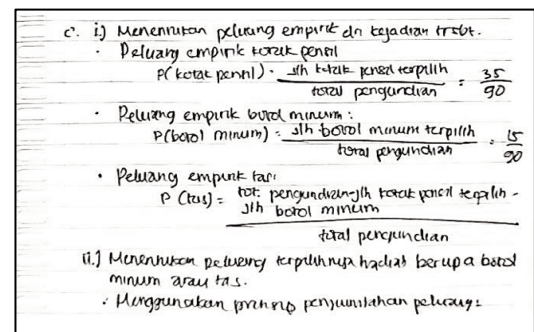 c. i) Menentukan peluang empirik dr kejadian trsbt.
· Peluang empirik kotak pensil
P(kotak pensil) = jlh kotak pensil terpilih / total pengundian = 35/90
· Peluang empirik botol minum :
P(botol minum) = jlh botol minum terpilih / total pengundian = 15/90
· Peluang empirik tas:
P (tas) = tot. pengundian - jlh kotak pensil terpilih -
jlh botol minum
total pengundian
ii.) Menentukan peluang terpilihnya hadiah berupa botol
minum atau tas.
· Menggunakan prinsip penjumlahan peluang: